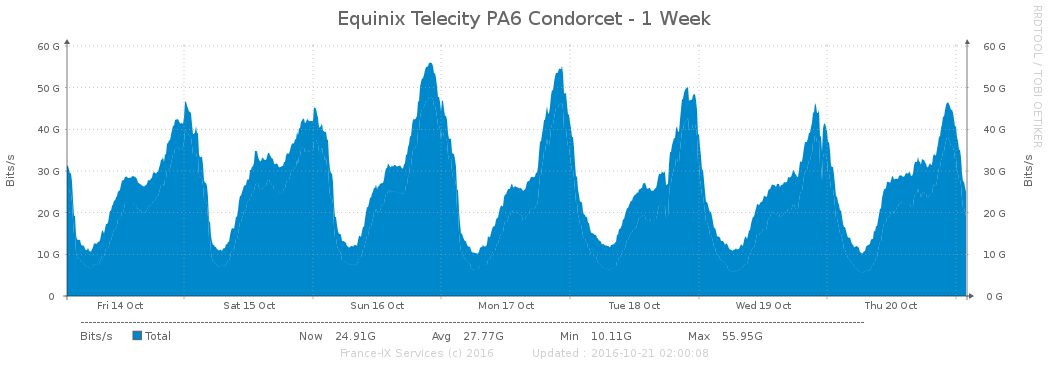 Equinix Telecity PA6 Condorcet - 1 Week
RRDTOOL / TOBI OETIKER
60 G 60 G
50 G 50 G
40 G 40 G
30 G 30 G
20 G 20 G
10 G 10 G
0 0 G
Bits/s Bits/s
Fri 14 Oct Sat 15 Oct Sun 16 Oct Mon 17 Oct Tue 18 Oct Wed 19 Oct Thu 20 Oct
Bits/s Total Now 24.91G Avg 27.77G Min 10.11G Max 55.95G
France-IX Services (c) 2016 Updated : 2016-10-21 02:00:08